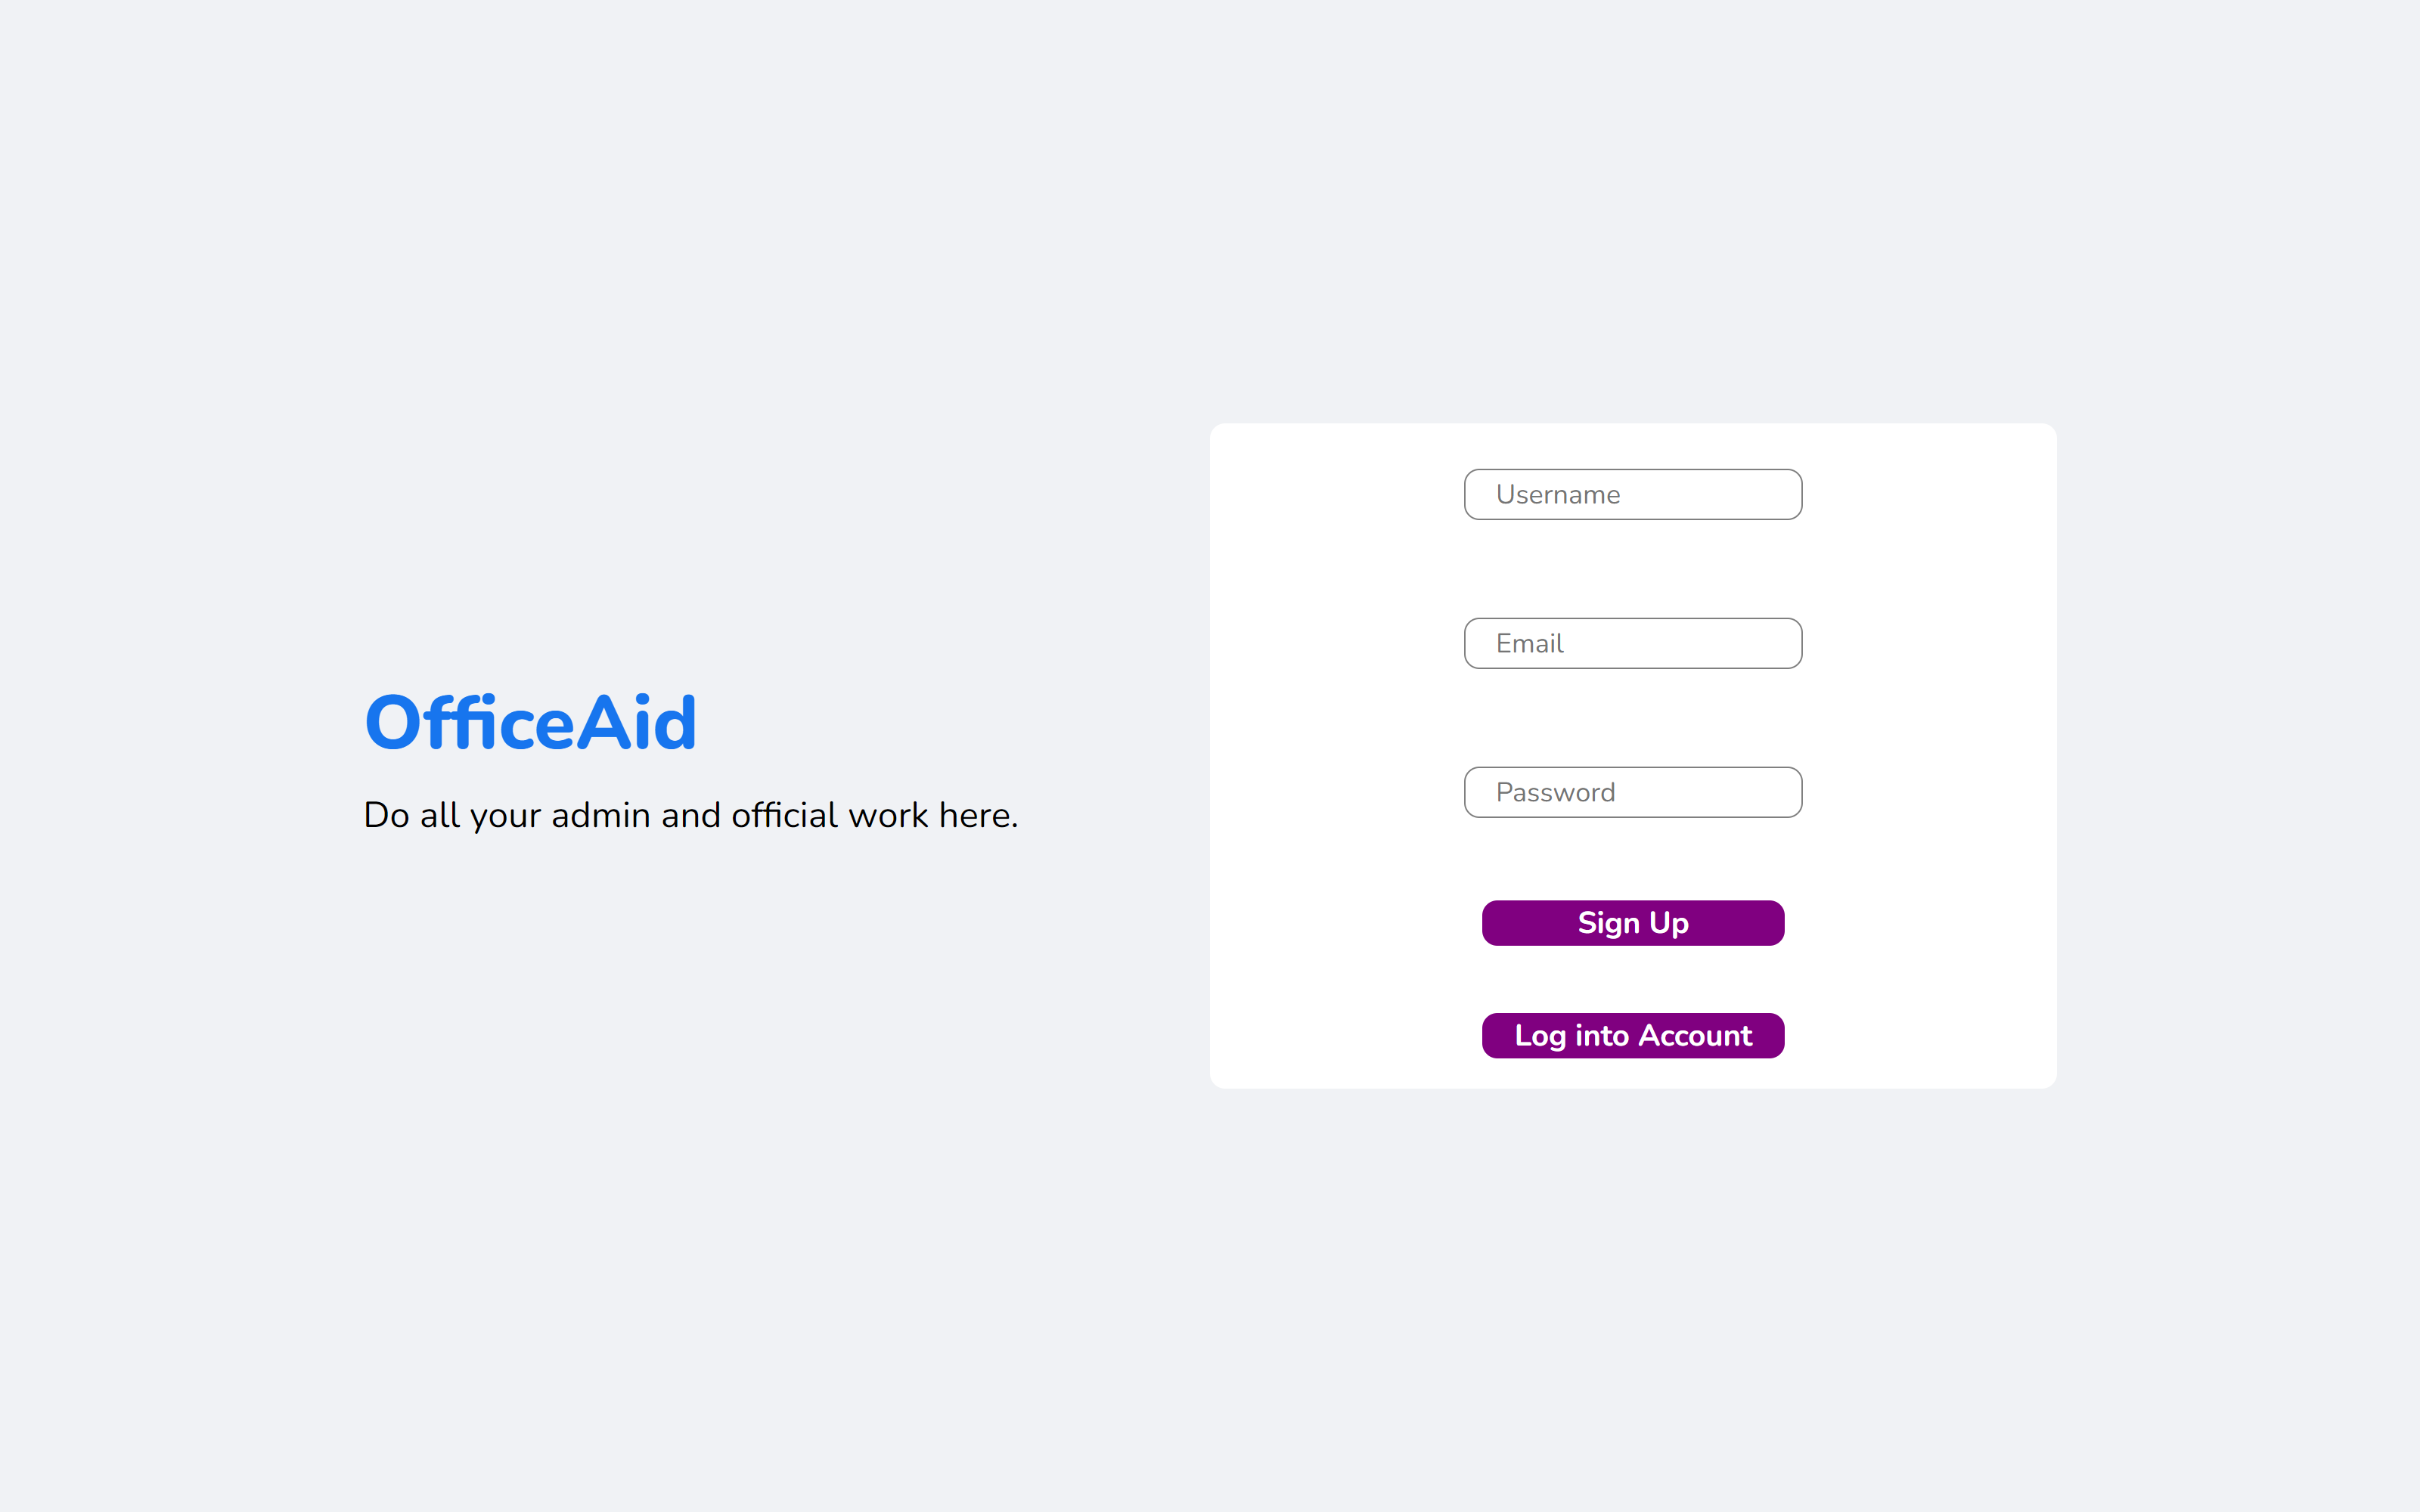 OfficeAid
Do all your admin and official work here.
Username
Email
Password
Sign Up
Log into Account